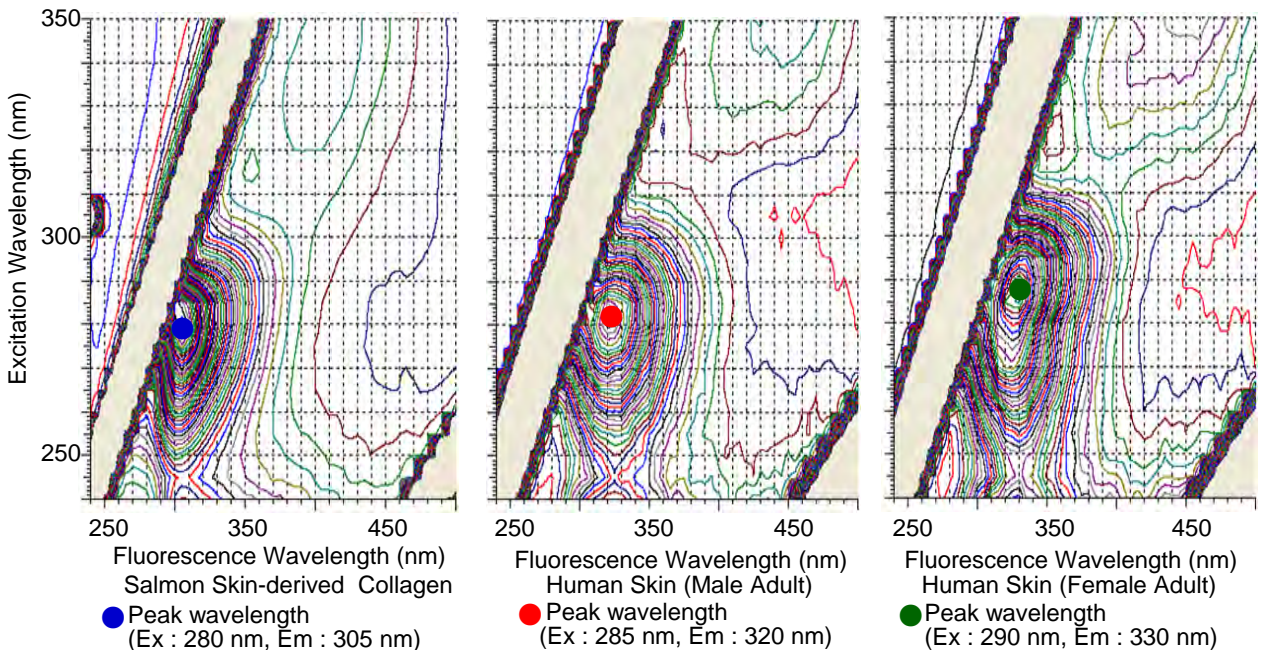 350
300
250
Excitation Wavelength (nm)
250 350 450
Fluorescence Wavelength (nm)
Salmon Skin-derived Collagen
Peak wavelength
(Ex : 280 nm, Em : 305 nm)
250 350 450
Fluorescence Wavelength (nm)
Human Skin (Male Adult)
Peak wavelength
(Ex : 285 nm, Em : 320 nm)
250 350 450
Fluorescence Wavelength (nm)
Human Skin (Female Adult)
Peak wavelength
(Ex : 290 nm, Em : 330 nm)